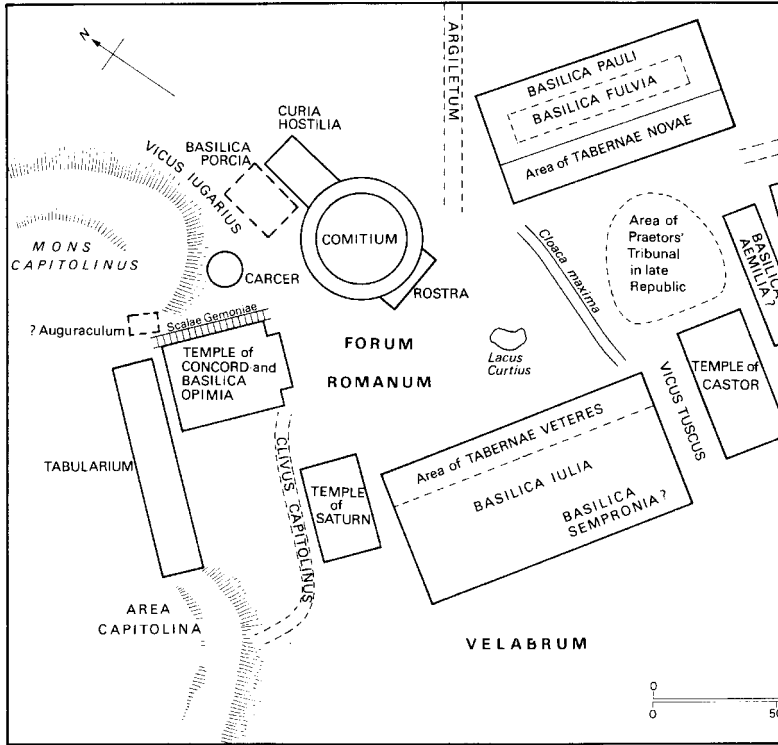 N
ARGILETUM
BASILICA PAULI
BASILICA FULVIA
Area of TABERNAE NOVAE
CURIA
HOSTILIA
BASILICA
PORCIA
VICUS IUGARIUS
MONS
CAPITOLINUS
COMITIUM
CARCER
ROSTRA
Cloaca maxima
Area of
Praetors'
Tribunal
in late
Republic
BASILICA
AEMILIA?
? Auguraculum
Scalae Gemoniae
TEMPLE of
CONCORD and
BASILICA
OPIMIA
FORUM
ROMANUM
Lacus
Curtius
TEMPLE of
CASTOR
VICUS TUSCUS
TABULARIUM
CLIVUS CAPITOLINUS
TEMPLE
of
SATURN
Area of TABERNAE VETERES
BASILICA IULIA
BASILICA
SEMPRONIA?
AREA
CAPITOLINA
VELABRUM
0
0
50